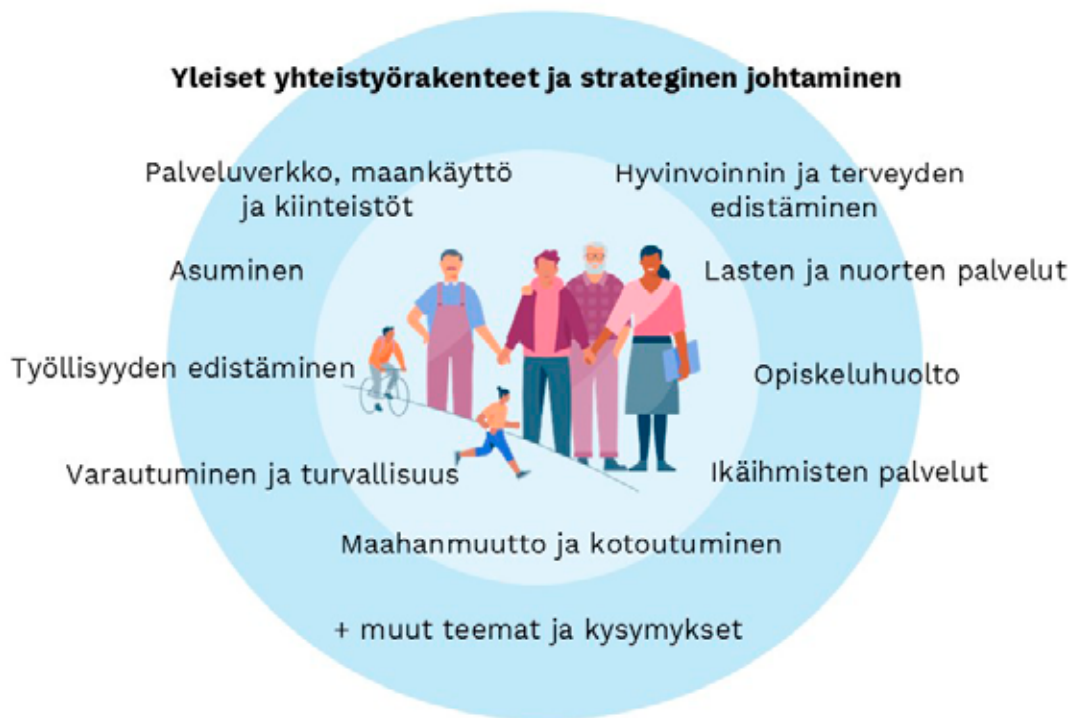 Yleiset yhteistyörakenteet ja strateginen johtaminen
Palveluverkko, maankäyttö
ja kiinteistöt
Hyvinvoinnin ja terveyden
edistäminen
Asuminen
Lasten ja nuorten palvelut
Työllisyyden edistäminen
Opiskeluhuolto
Varautuminen ja turvallisuus
Ikäihmisten palvelut
Maahanmuutto ja kotoutuminen
+ muut teemat ja kysymykset